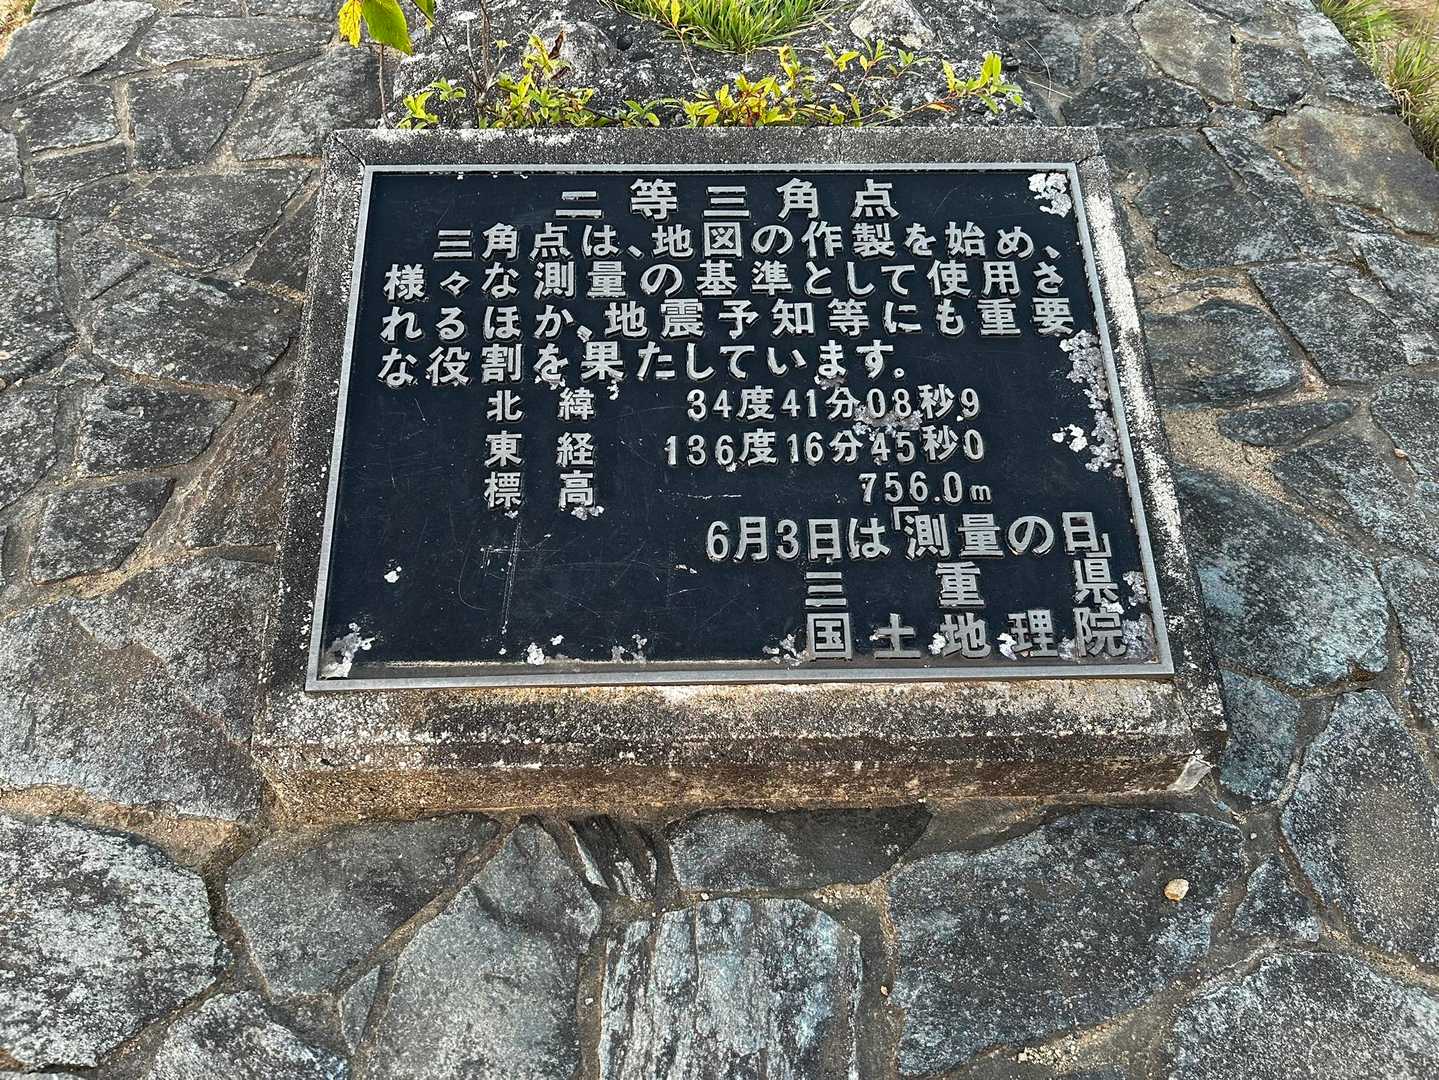 二等三角点
三角点は、地図の作製を始め、
様々な測量の基準として使用さ
れるほか、地震予知等にも重要
な役割を果たしています。
北緯 34度41分08秒9
東経 136度16分45秒0
標高 756.0m
6月3日は「測量の日」
三重県
国土地理院